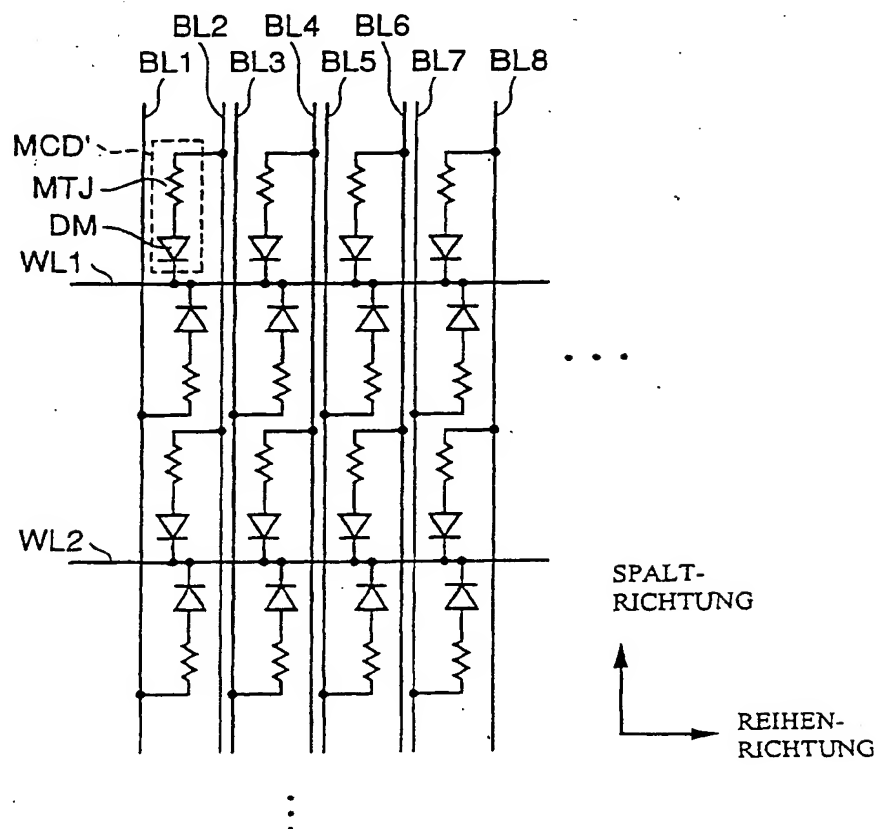 BL2 BL4 BL6
BL1 BL3 BL5 BL7 BL8
MCD'
MTJ
DM
WL1
WL2
SPALT-
RICHTUNG
REIHEN-
RICHTUNG